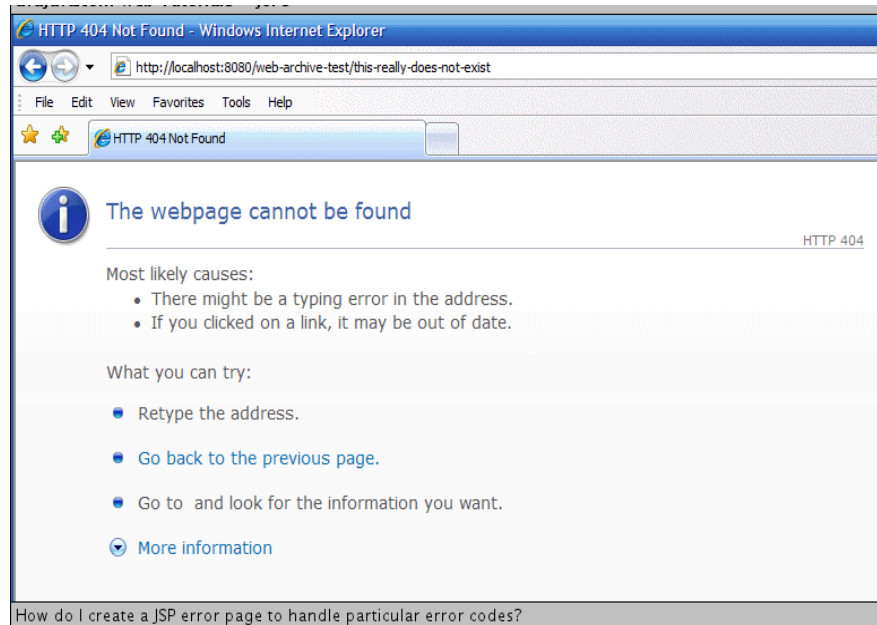 HTTP 404 Not Found - Windows Internet Explorer
http://localhost:8080/web-archive-test/this-really-does-not-exist
File Edit View Favorites Tools Help
HTTP 404 Not Found
The webpage cannot be found
HTTP 404
Most likely causes:
• There might be a typing error in the address.
• If you clicked on a link, it may be out of date.
What you can try:
Retype the address.
Go back to the previous page.
Go to and look for the information you want.
More information
How do I create a JSP error page to handle particular error codes?